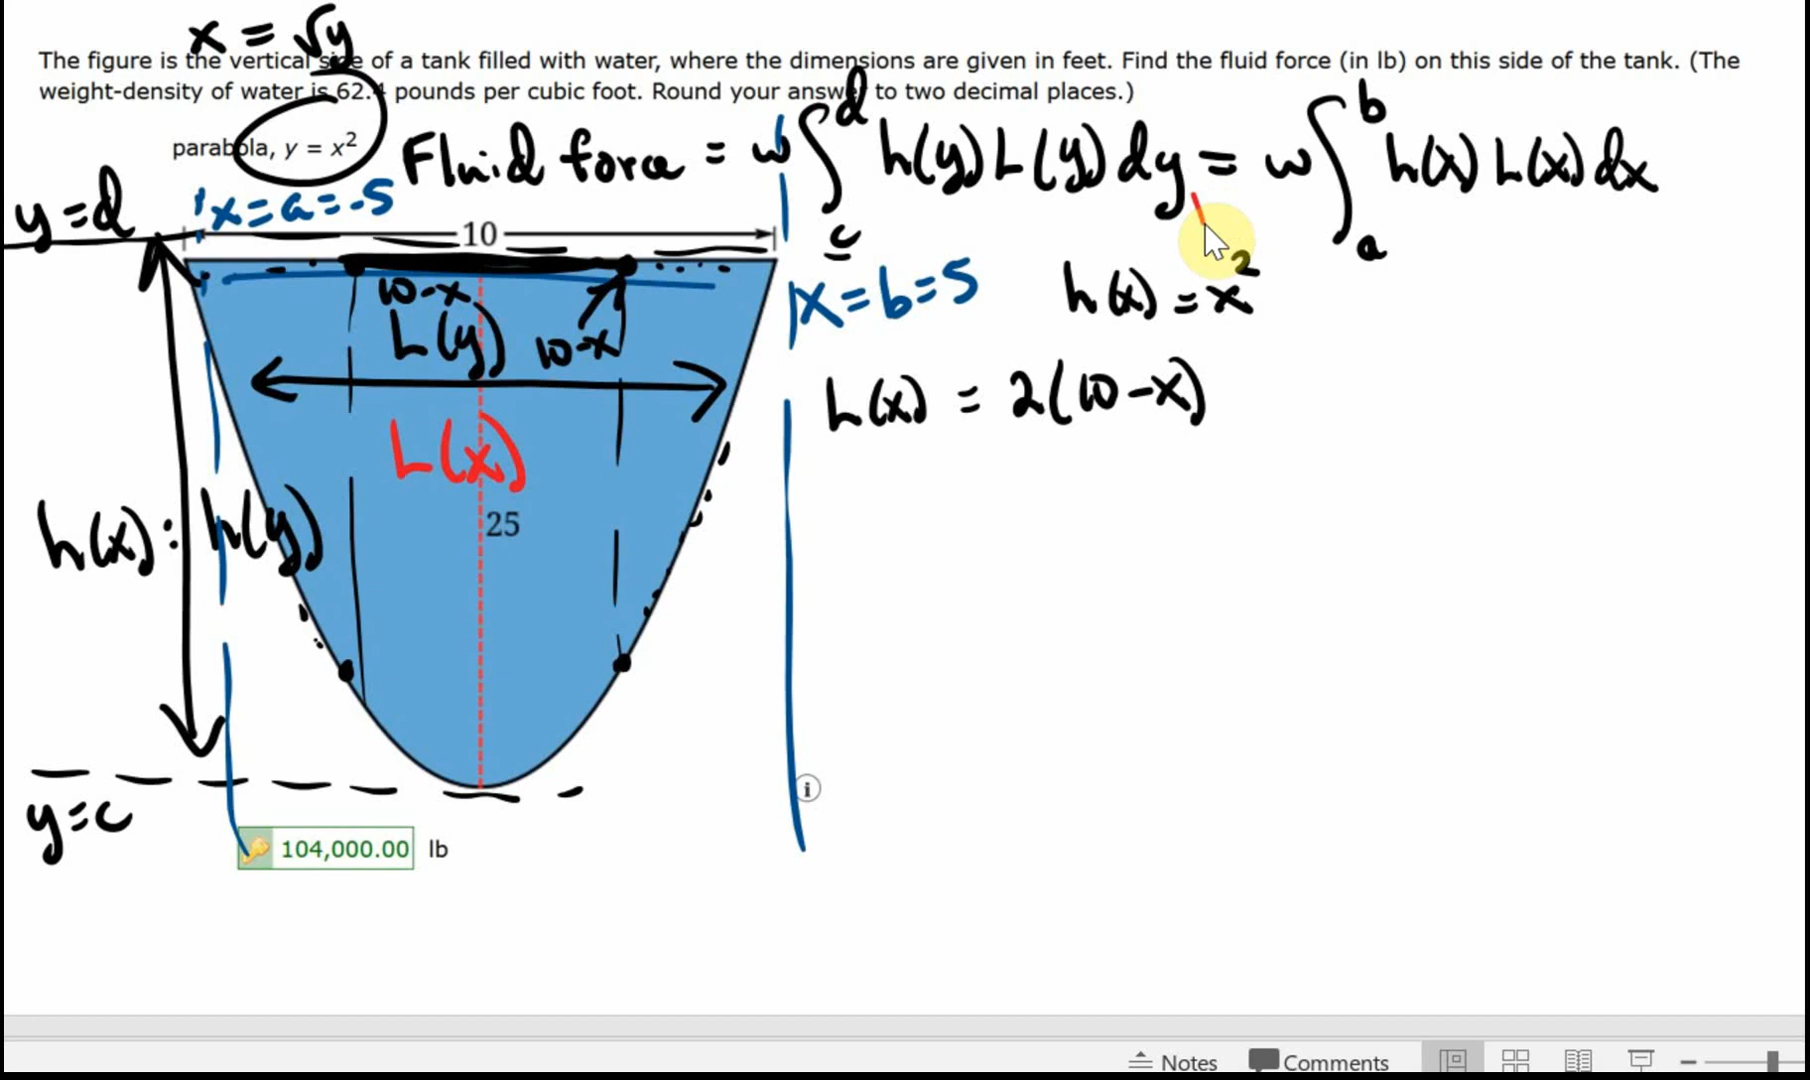 x = √y
The figure is the vertical side of a tank filled with water, where the dimensions are given in feet. Find the fluid force (in lb) on this side of the tank. (The
weight-density of water is 62.4 pounds per cubic foot. Round your answer to two decimal places.)
parabola, y = x²
Fluid force = w ∫_c^d h(y) L(y) dy = w ∫_a^b h(x) L(x) dx
y = d
x = a = -5
10
10-x
x = b = 5
h(x) = x²
L(y)
10-x
L(x) = 2(10-x)
L(x)
25
h(x) : h(y)
y = c
i
104,000.00 lb
Notes
Comments